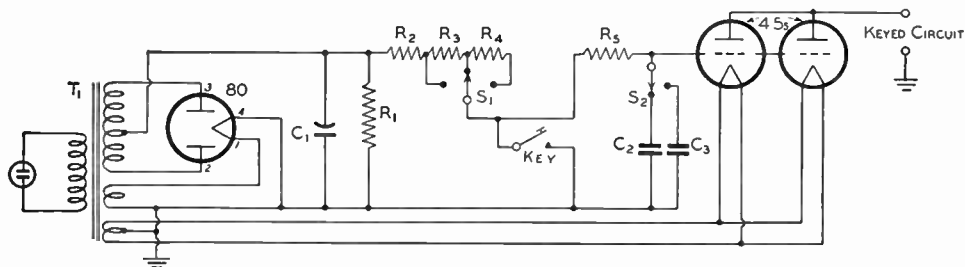 T1
3
80
4
1
2
C1
R1
R2
R3
R4
S1
KEY
R5
S2
C2
C3
45s
KEYED CIRCUIT